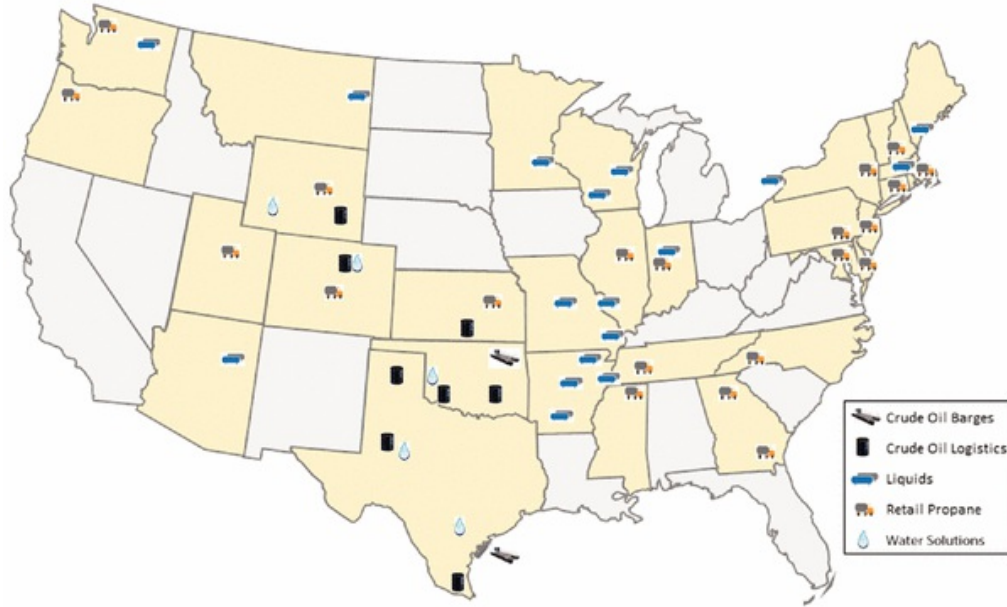 Crude Oil Barges
Crude Oil Logistics
Liquids
Retail Propane
Water Solutions